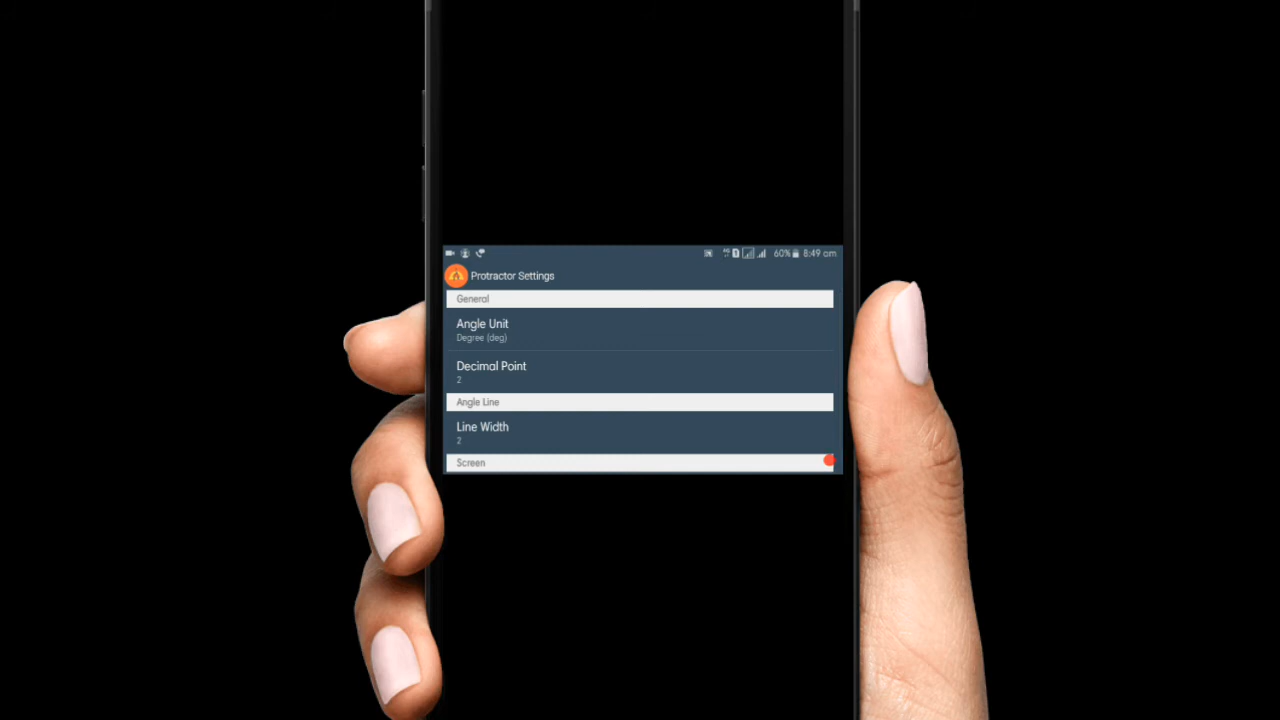 60% 8:49 am
Protractor Settings
General
Angle Unit
Degree (deg)
Decimal Point
2
Angle Line
Line Width
2
Screen